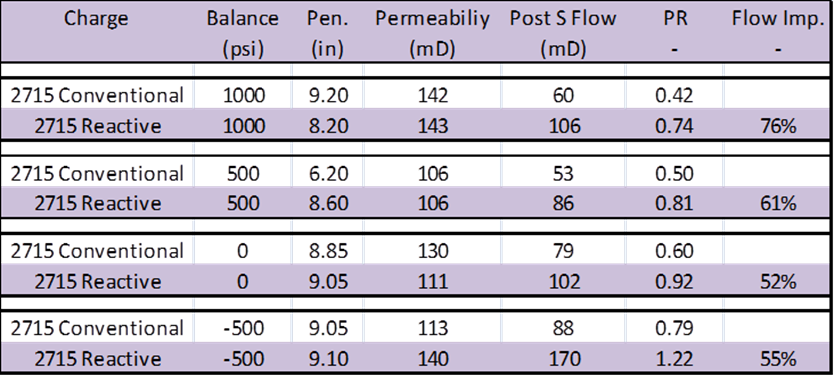 Charge Balance Pen. Permeabiliy Post S Flow PR Flow Imp.
(psi) (in) (mD) (mD) - -
2715 Conventional 1000 9.20 142 60 0.42
2715 Reactive 1000 8.20 143 106 0.74 76%
2715 Conventional 500 6.20 106 53 0.50
2715 Reactive 500 8.60 106 86 0.81 61%
2715 Conventional 0 8.85 130 79 0.60
2715 Reactive 0 9.05 111 102 0.92 52%
2715 Conventional -500 9.05 113 88 0.79
2715 Reactive -500 9.10 140 170 1.22 55%